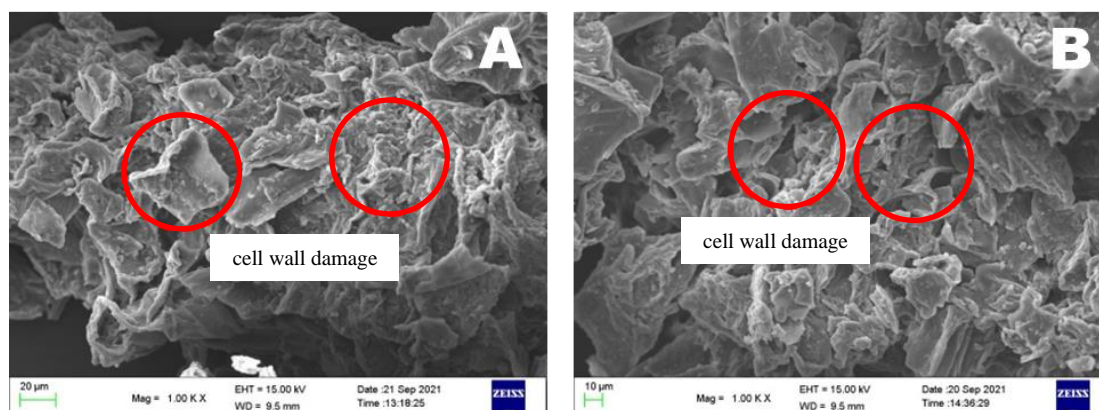 A
cell wall damage
20 µm
Mag = 1.00 K X
EHT = 15.00 kV
WD = 9.5 mm
Date :21 Sep 2021
Time :13:18:25
ZEISS
B
cell wall damage
10 µm
Mag = 1.00 K X
EHT = 15.00 kV
WD = 9.5 mm
Date :20 Sep 2021
Time :14:36:29
ZEISS